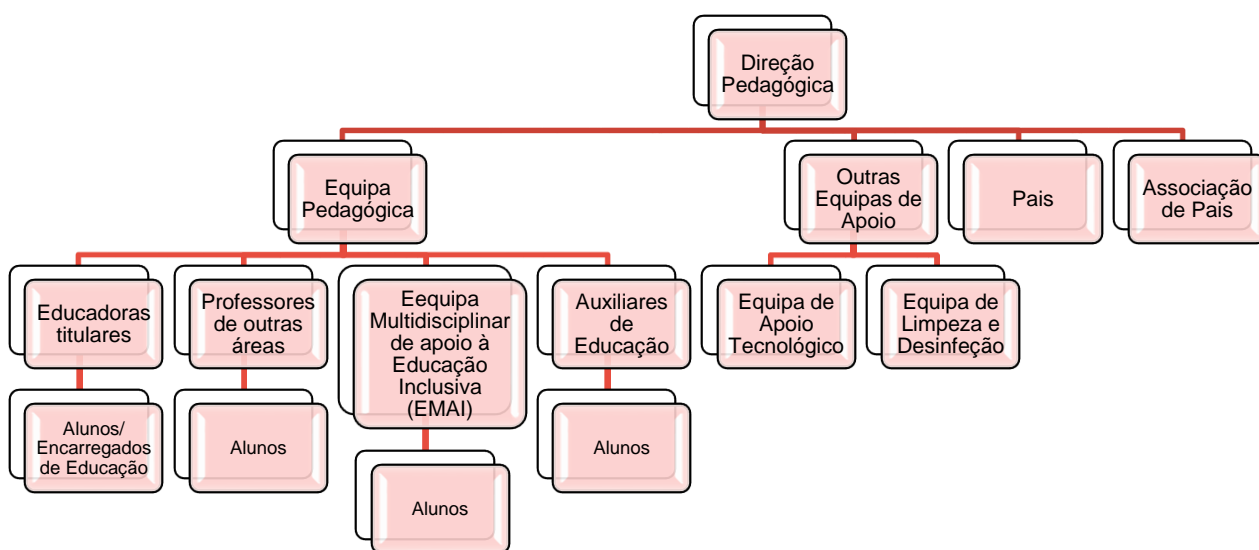 Direção
Pedagógica
Equipa
Pedagógica
Outras
Equipas de
Apoio
Pais
Associação
de Pais
Educadoras
titulares
Professores
de outras
áreas
Eequipa
Multidisciplinar
de apoio à
Educação
Inclusiva
(EMAI)
Auxiliares
de
Educação
Equipa de
Apoio
Tecnológico
Equipa de
Limpeza e
Desinfeção
Alunos/
Encarregados
de Educação
Alunos
Alunos
Alunos